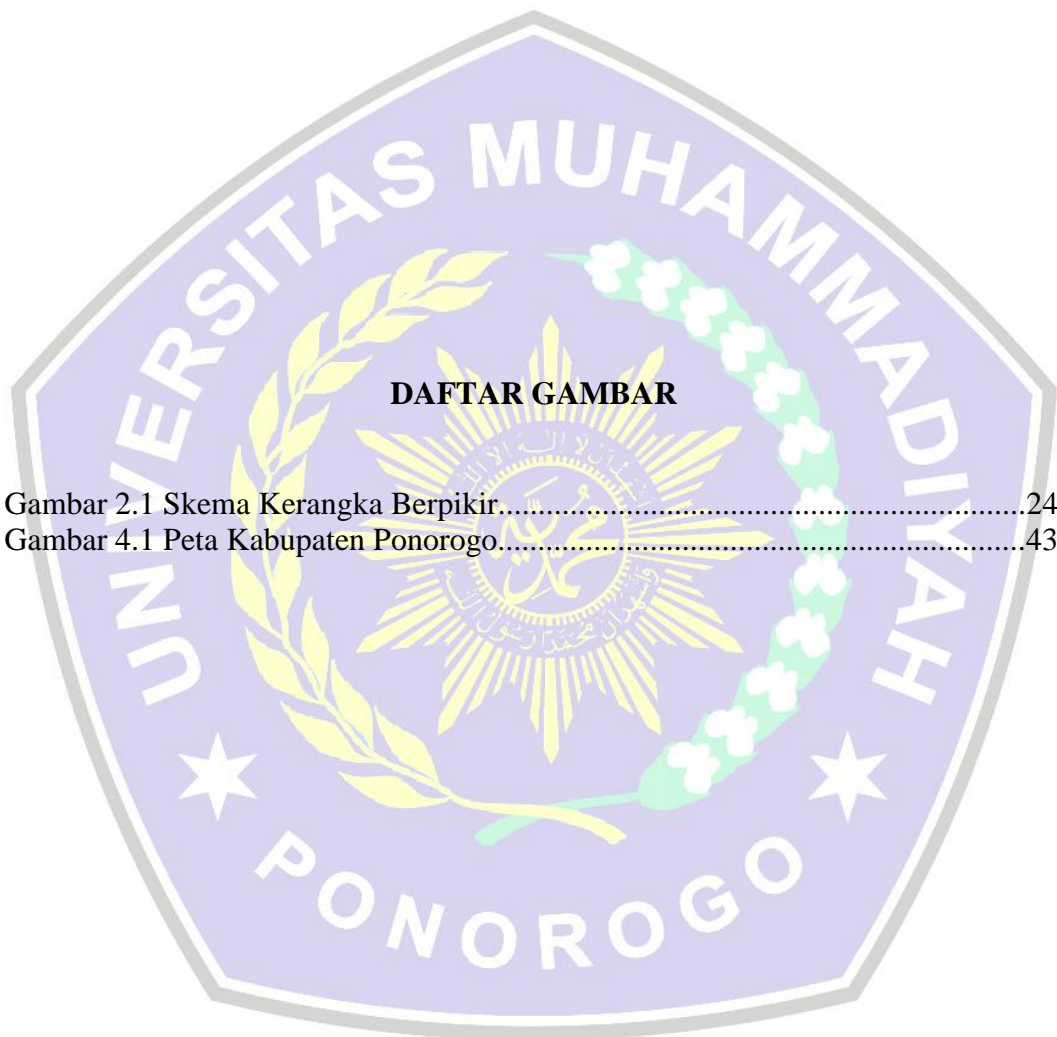 UNIVERSITAS MUHAMMADIYAH
DAFTAR GAMBAR
Gambar 2.1 Skema Kerangka Berpikir..............................................................24
Gambar 4.1 Peta Kabupaten Ponorogo..............................................................43
PONOROGO